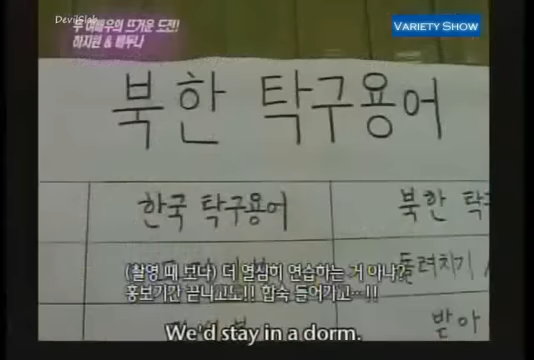 DevilSlab
두 여배우의 뜨거운 도전!
하지원 & 배두나
VARIETY SHOW
북한 탁구용어
한국 탁구용어
북한 탁구
(촬영 때 보다) 더 열심히 연습하는 거 아냐?
돌려치기
홍보기간 끝나고도!! 합숙 들어가고…!!
받아
We'd stay in a dorm.